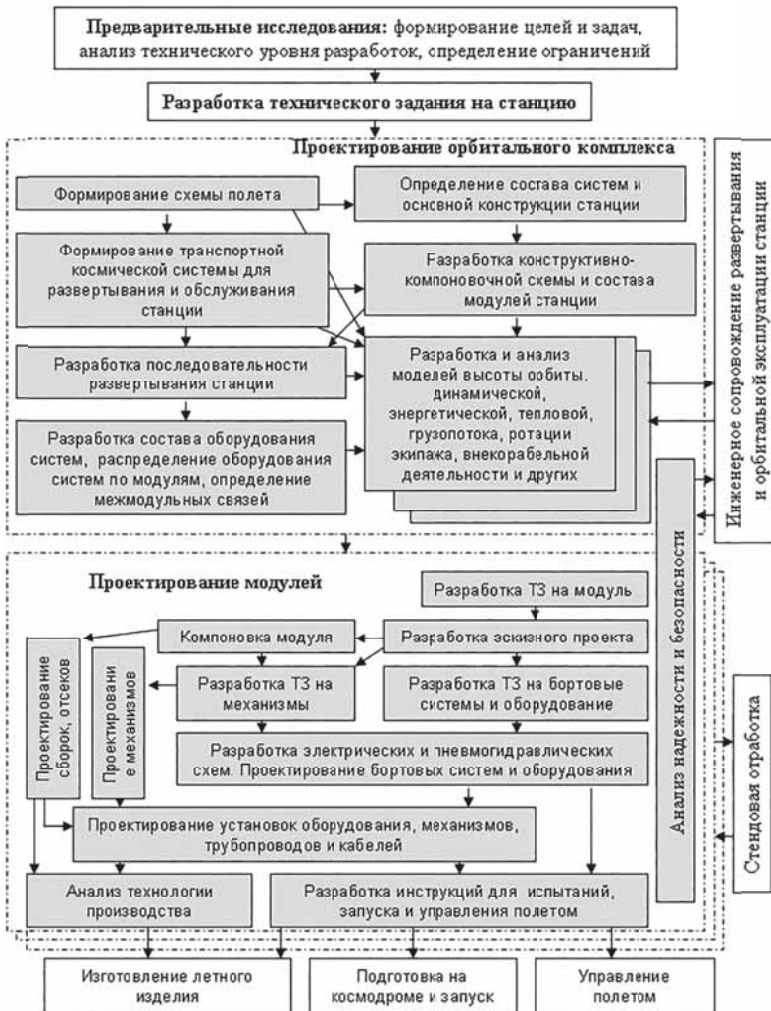 Предварительные исследования: формирование целей и задач,
анализ технического уровня разработок, определение ограничений
Разработка технического задания на станцию
Проектирование орбитального комплекса
Формирование схемы полета
Определение состава систем и
основной конструкции станции
Формирование транспортной
космической системы для
развертывания и обслуживания
станции
Разработка конструктивно-
компоновочной схемы и состава
модулей станции
Разработка последовательности
развертывания станции
Разработка и анализ
моделей высоты орбиты,
динамической,
энергетической, тепловой,
грузопотока, ротации
экипажа, внекорабельной
деятельности и других
Разработка состава оборудования
систем, распределение оборудования
систем по модулям, определение
межмодульных связей
Инженерное сопровождение развертывания
и орбитальной эксплуатации станции
Анализ надежности и безопасности
Проектирование модулей
Разработка ТЗ на модуль
Компоновка модуля
Разработка эскизного проекта
Проектирование
сборок, отсеков
Проектировани
е механизмов
Разработка ТЗ на
механизмы
Разработка ТЗ на бортовые
системы и оборудование
Разработка электрических и пневмогидравлических
схем. Проектирование бортовых систем и оборудования
Проектирование установок оборудования, механизмов,
трубопроводов и кабелей
Анализ технологии
производства
Разработка инструкций для испытаний,
запуска и управления полетом
Стендовая отработка
Изготовление летного
изделия
Подготовка на
космодроме и запуск
Управление
полетом